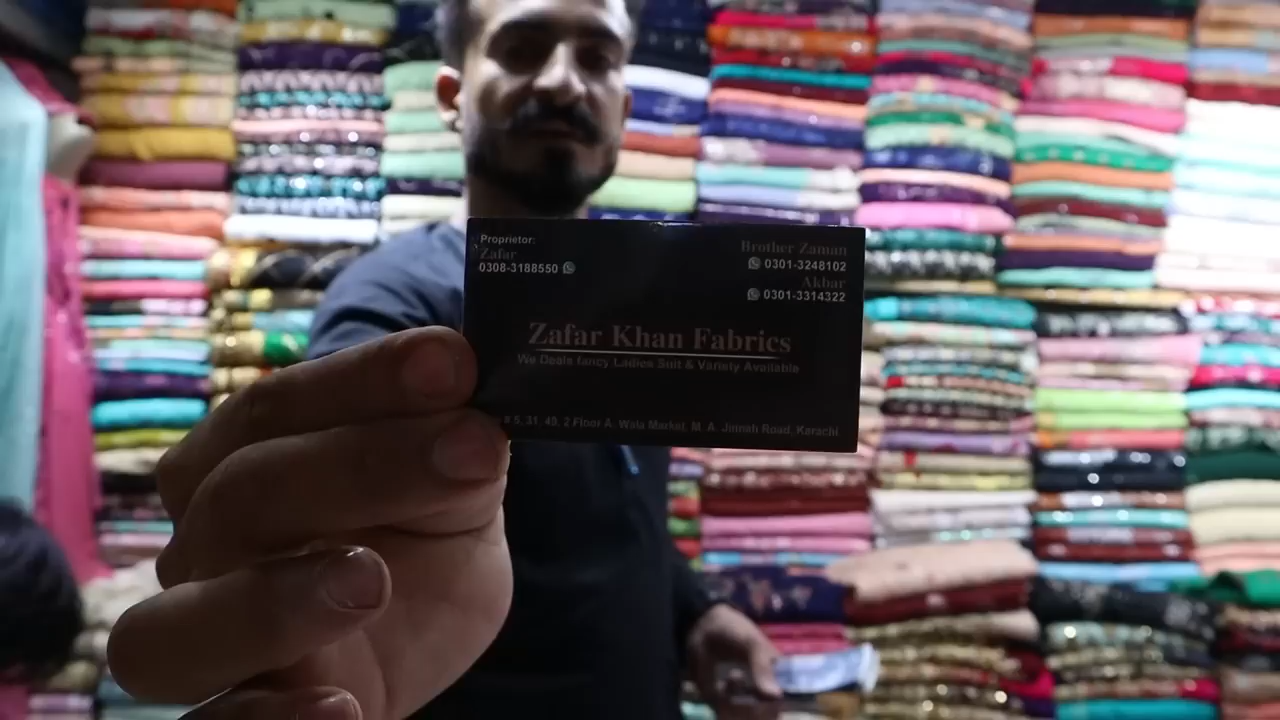 Proprietor:
Zafar
0308-3188550
Brother Zaman
0301-3248102
Akbar
0301-3314322
Zafar Khan Fabrics
We Deals fancy Ladies Suit & Variety Available
# 5, 31, 49, 2 Floor A. Wala Market, M. A. Jinnah Road, Karachi